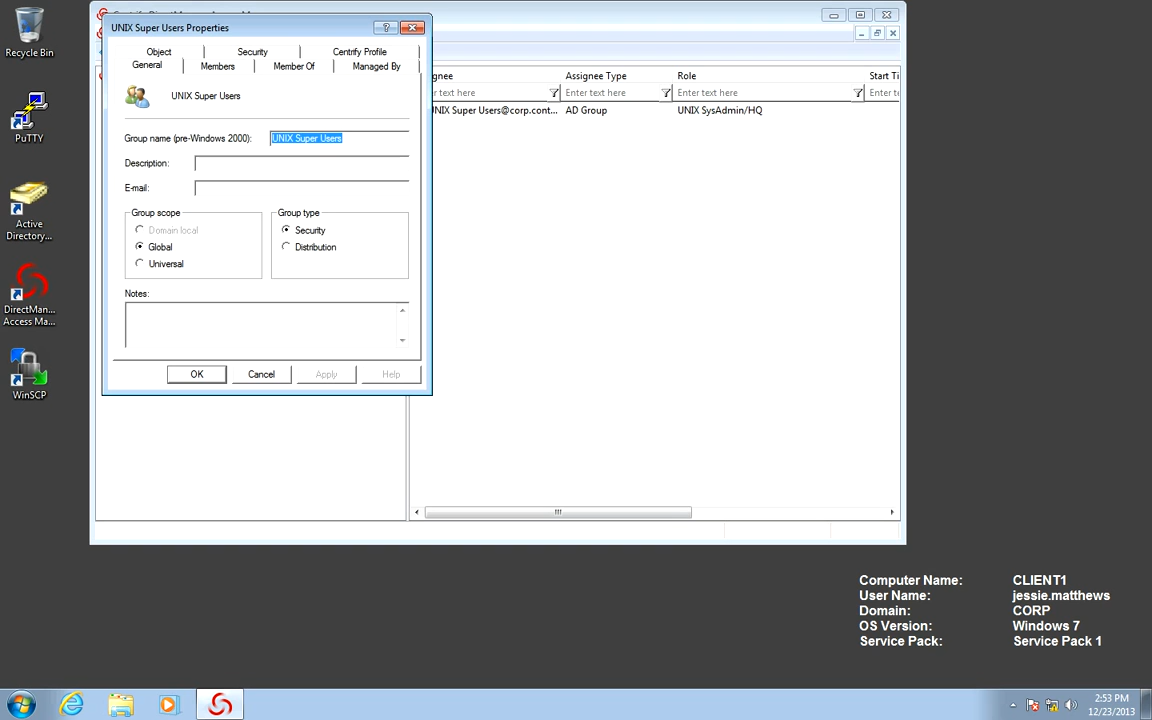 Recycle Bin
PuTTY
Active
Directory...
DirectMan...
Access Ma...
WinSCP
UNIX Super Users Properties
?
Object
Security
Centrify Profile
General
Members
Member Of
Managed By
UNIX Super Users
Group name (pre-Windows 2000):
UNIX Super Users
Description:
E-mail:
Group scope
Domain local
Global
Universal
Group type
Security
Distribution
Notes:
OK
Cancel
Apply
Help
gnee
Assignee Type
Role
Start Ti
r text here
Enter text here
Enter text here
Enter te
NIX Super Users@corp.cont...
AD Group
UNIX SysAdmin/HQ
Computer Name: CLIENT1
User Name: jessie.matthews
Domain: CORP
OS Version: Windows 7
Service Pack: Service Pack 1
2:53 PM
12/23/2013